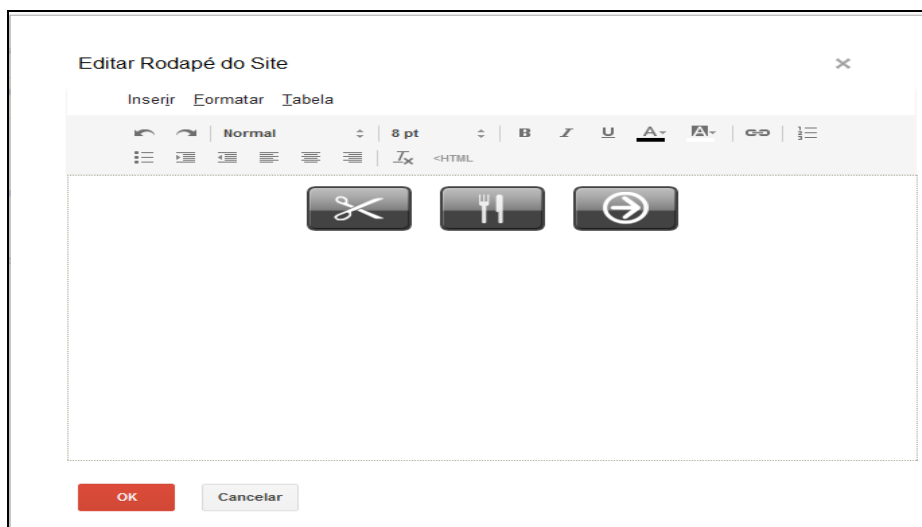 Editar Rodapé do Site
Inserir Formatar Tabela
Normal 8 pt B I U A A
<HTML
OK Cancelar